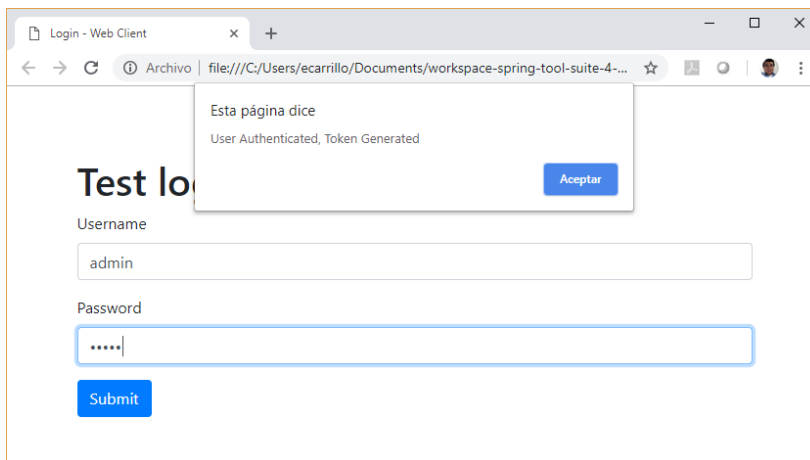 Login - Web Client
Archivo | file:///C:/Users/ecarrillo/Documents/workspace-spring-tool-suite-4-...
Esta página dice
User Authenticated, Token Generated
Aceptar
Test lo
Username
admin
Password
•••••
Submit